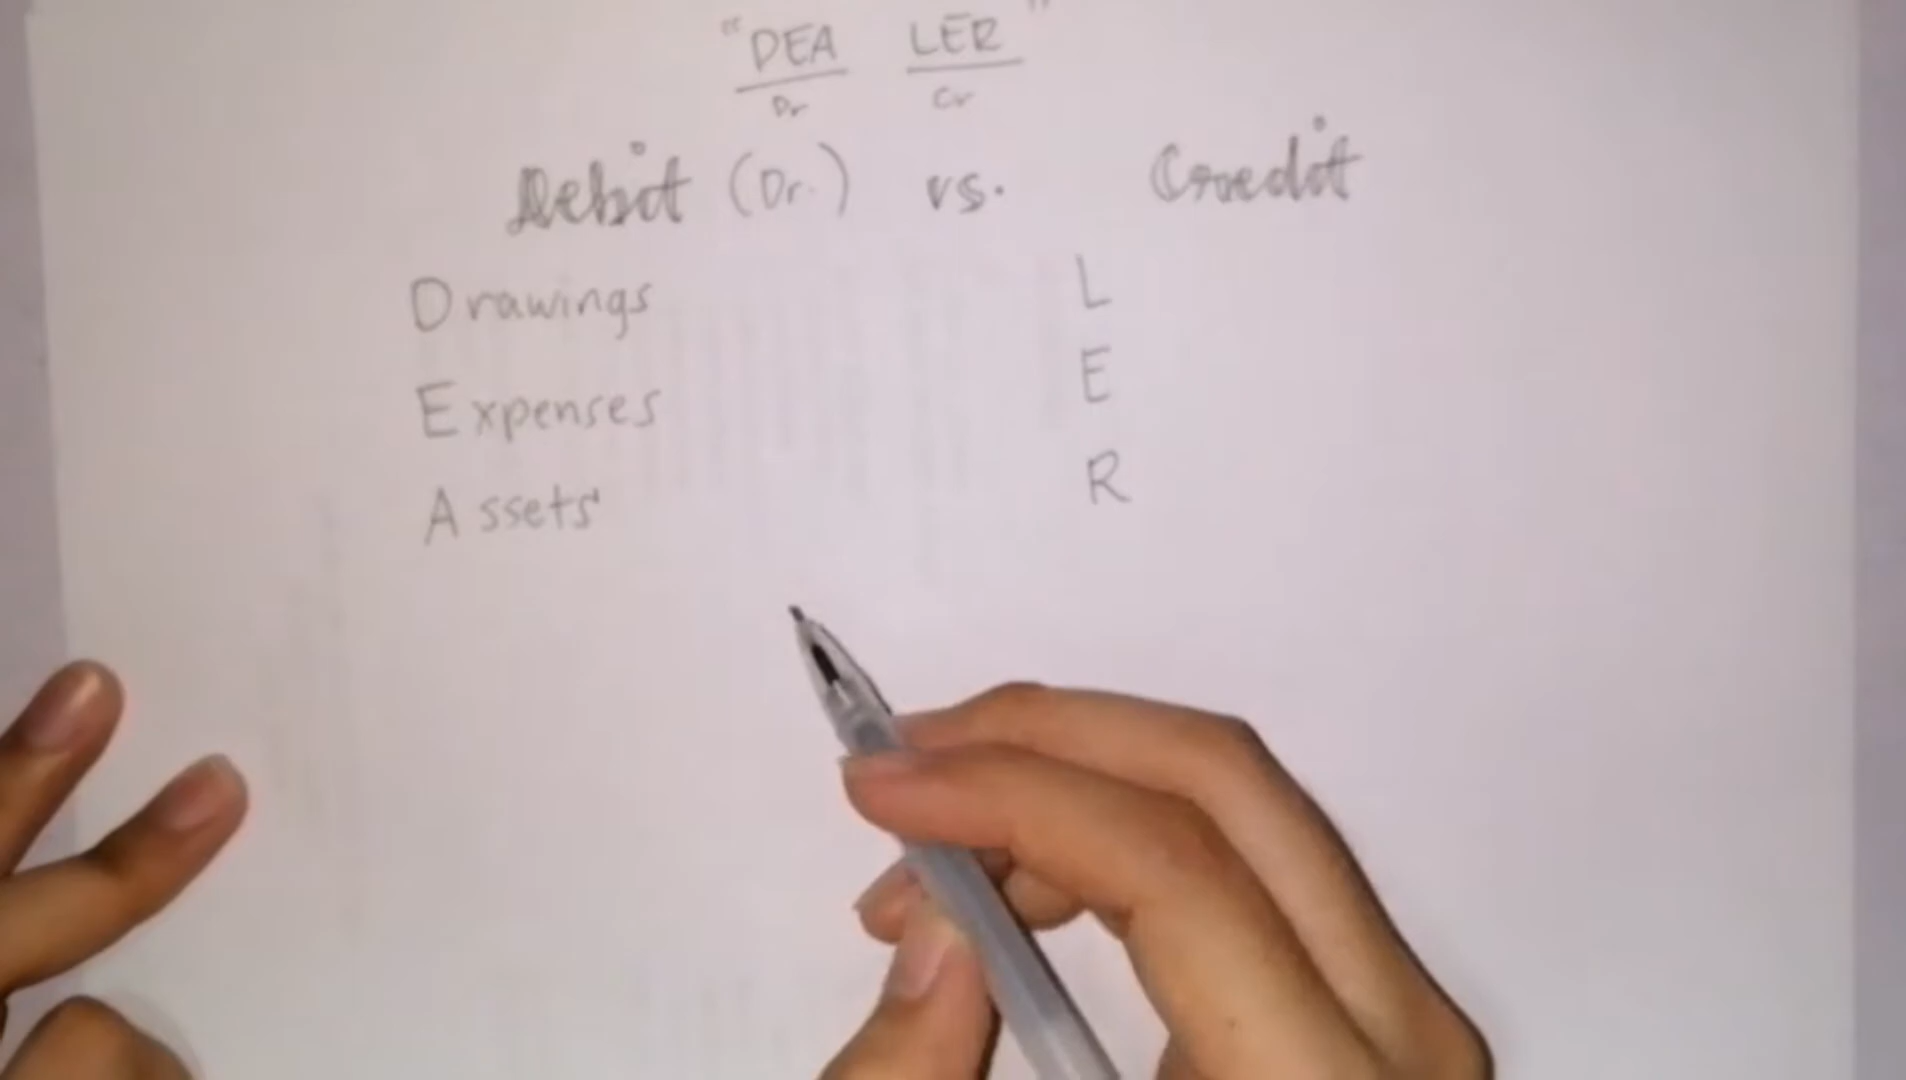 "DEA LER"
Dr Cr
Debit (Dr.) vs. Credit
Drawings L
Expenses E
Assets R